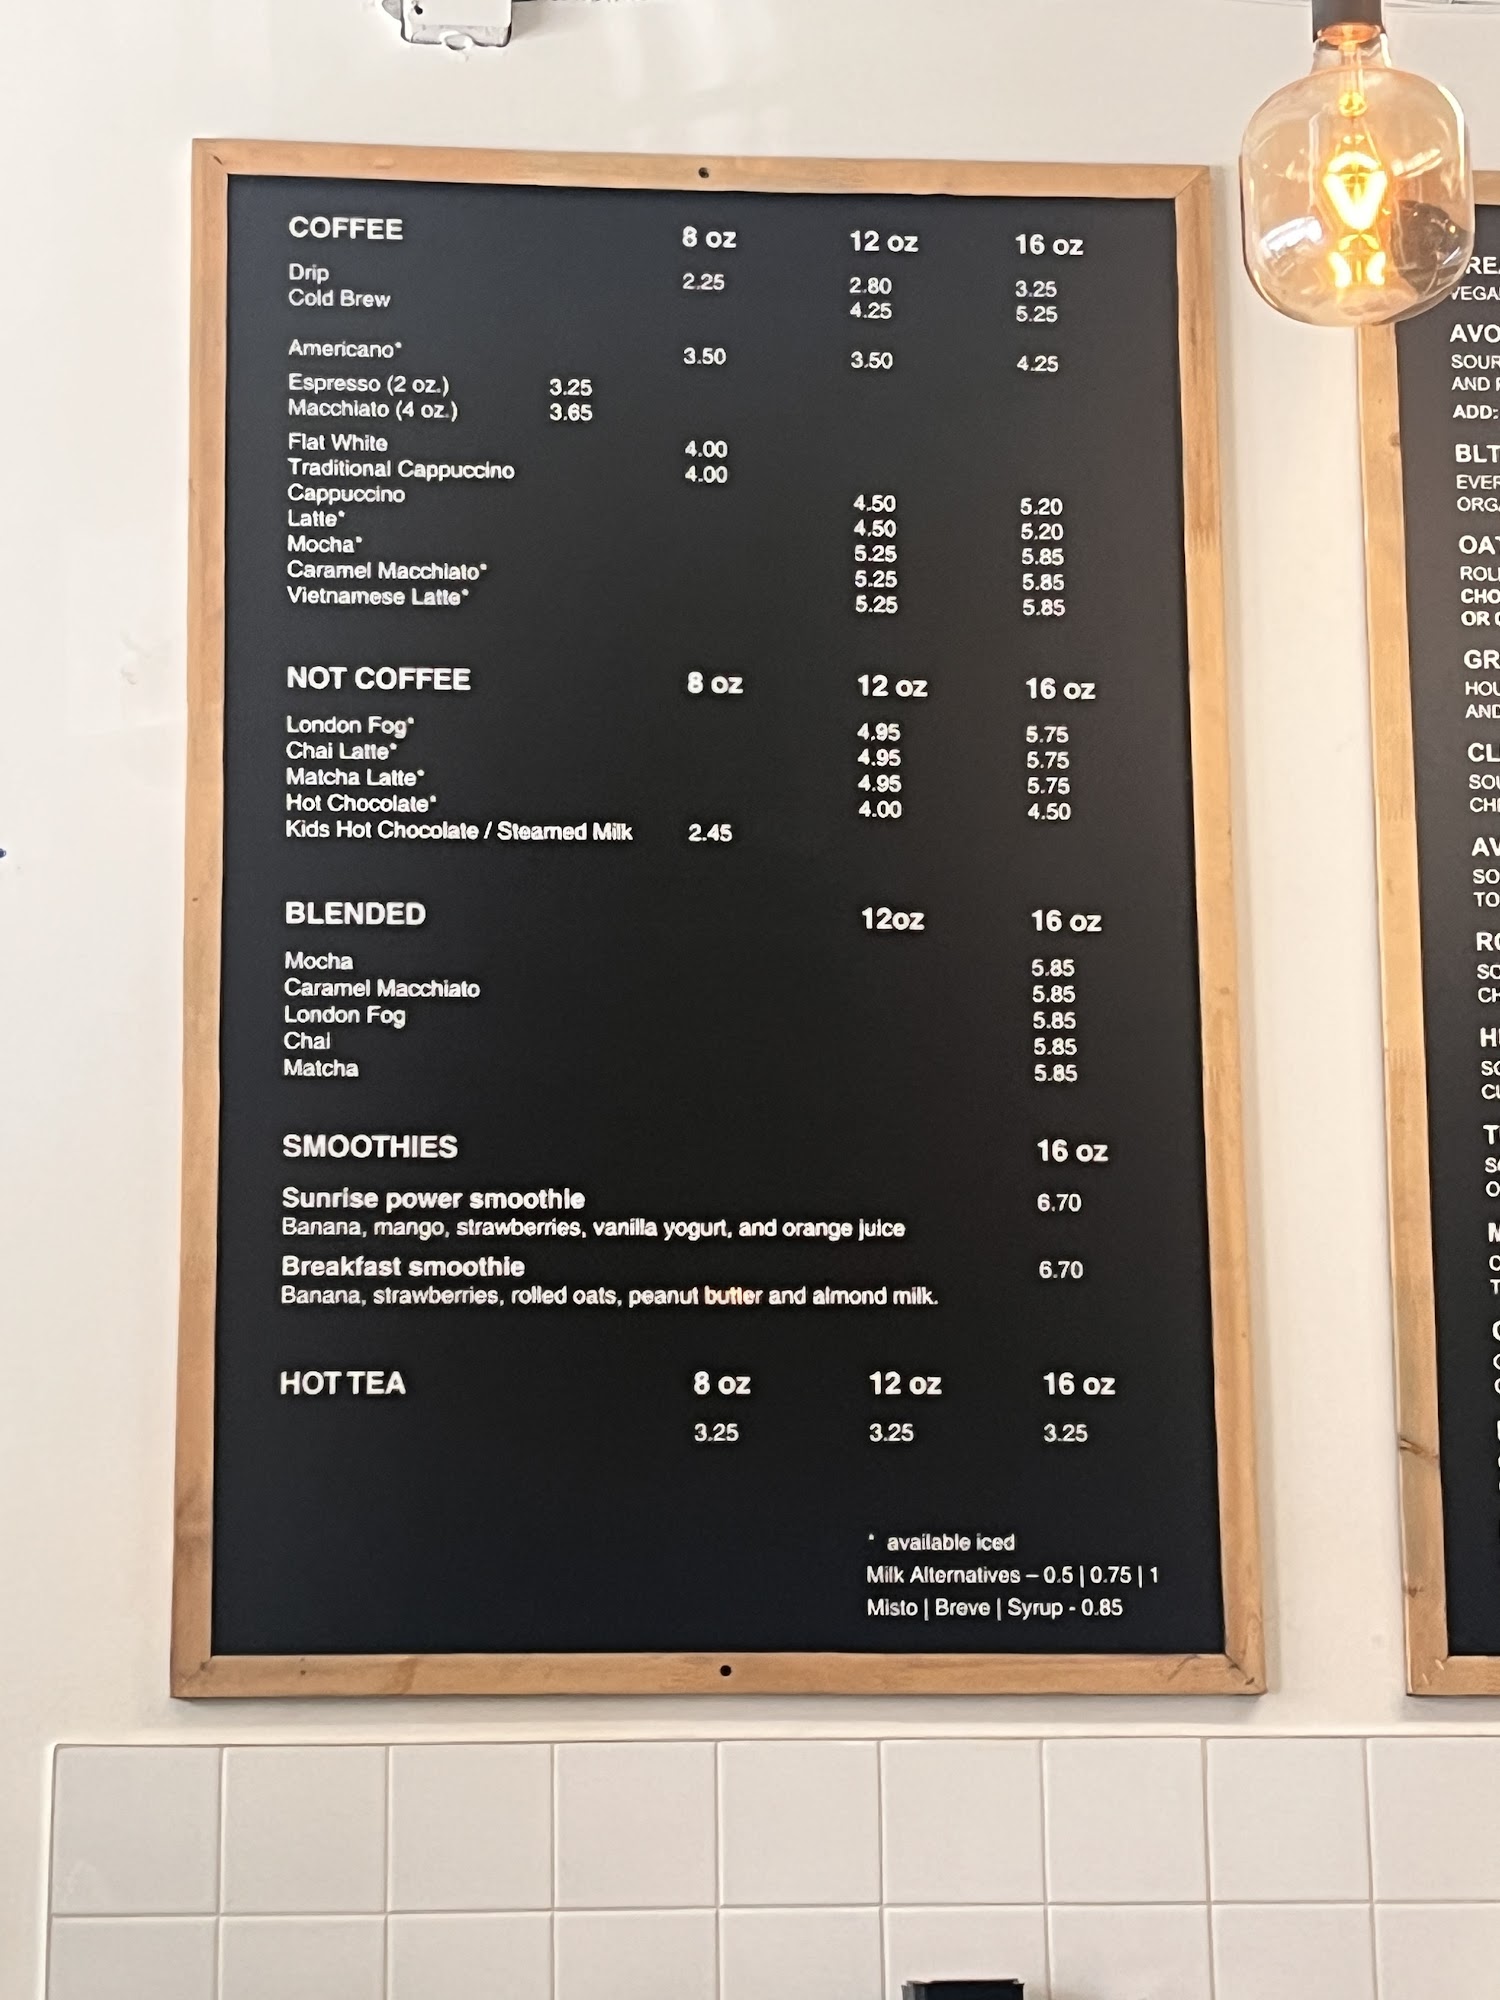 COFFEE 8 oz 12 oz 16 oz
Drip 2.25 2.80 3.25
Cold Brew 4.25 5.25
Americano* 3.50 3.50 4.25
Espresso (2 oz.) 3.25
Macchiato (4 oz.) 3.65
Flat White 4.00
Traditional Cappuccino 4.00
Cappuccino 4.50 5.20
Latte* 4.50 5.20
Mocha* 5.25 5.85
Caramel Macchiato* 5.25 5.85
Vietnamese Latte* 5.25 5.85
NOT COFFEE 8 oz 12 oz 16 oz
London Fog* 4.95 5.75
Chai Latte* 4.95 5.75
Matcha Latte* 4.95 5.75
Hot Chocolate* 4.00 4.50
Kids Hot Chocolate / Steamed Milk 2.45
BLENDED 12oz 16 oz
Mocha 5.85
Caramel Macchiato 5.85
London Fog 5.85
Chai 5.85
Matcha 5.85
SMOOTHIES 16 oz
Sunrise power smoothie 6.70
Banana, mango, strawberries, vanilla yogurt, and orange juice
Breakfast smoothie 6.70
Banana, strawberries, rolled oats, peanut butter and almond milk.
HOT TEA 8 oz 12 oz 16 oz
3.25 3.25 3.25
* available iced
Milk Alternatives – 0.5 | 0.75 | 1
Misto | Breve | Syrup - 0.85
AND
ADD:
BLT